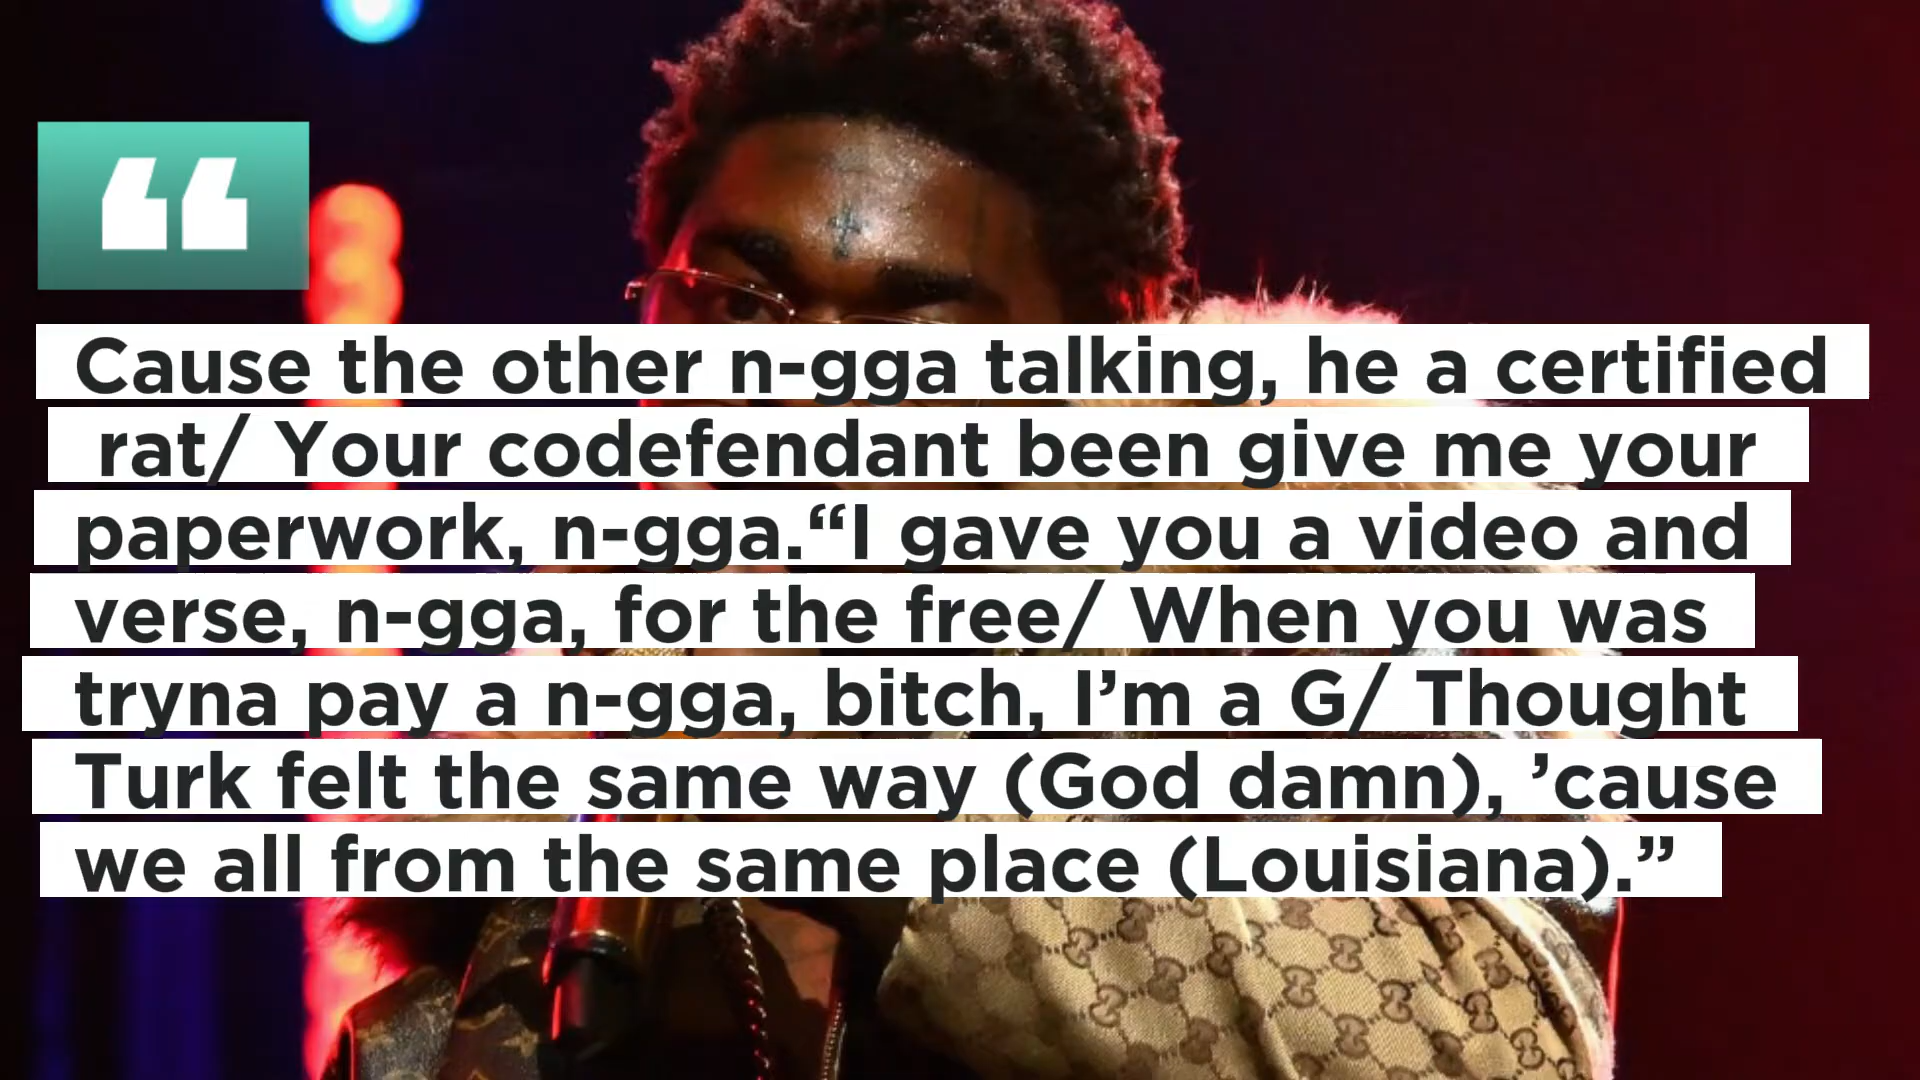 “
Cause the other n-gga talking, he a certified
rat/ Your codefendant been give me your
paperwork, n-gga.“I gave you a video and
verse, n-gga, for the free/ When you was
tryna pay a n-gga, bitch, I’m a G/ Thought
Turk felt the same way (God damn), ’cause
we all from the same place (Louisiana).”